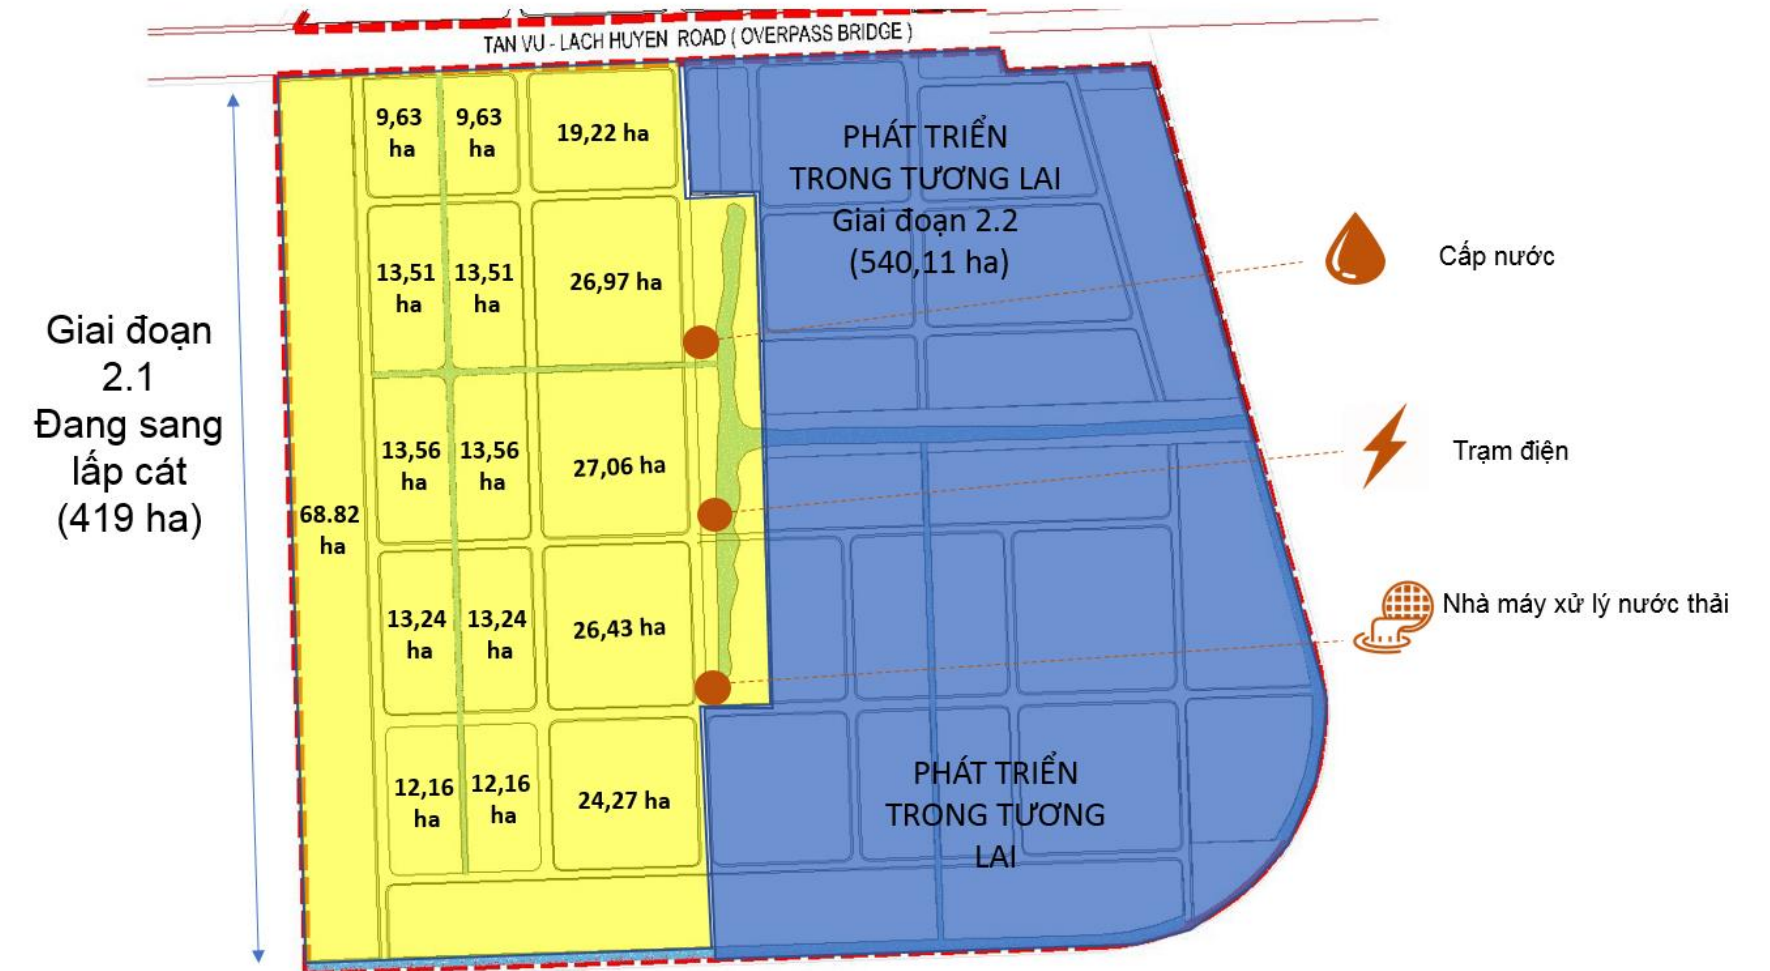 TAN VU - LACH HUYEN ROAD ( OVERPASS BRIDGE )
9,63
ha
9,63
ha
19,22 ha
PHÁT TRIỂN
TRONG TƯƠNG LAI
Giai đoạn 2.2
(540,11 ha)
13,51
ha
13,51
ha
26,97 ha
Cấp nước
Giai đoạn
2.1
Đang sang
lấp cát
(419 ha)
13,56
ha
13,56
ha
27,06 ha
Trạm điện
68.82
ha
13,24
ha
13,24
ha
26,43 ha
Nhà máy xử lý nước thải
12,16
ha
12,16
ha
24,27 ha
PHÁT TRIỂN
TRONG TƯƠNG
LAI